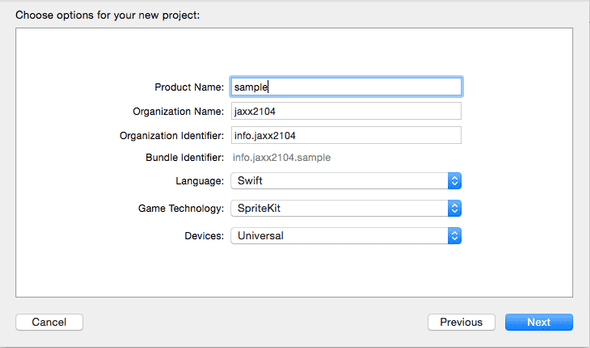 Choose options for your new project:
Product Name: sample
Organization Name: jaxx2104
Organization Identifier: info.jaxx2104
Bundle Identifier: info.jaxx2104.sample
Language: Swift
Game Technology: SpriteKit
Devices: Universal
Cancel Previous Next